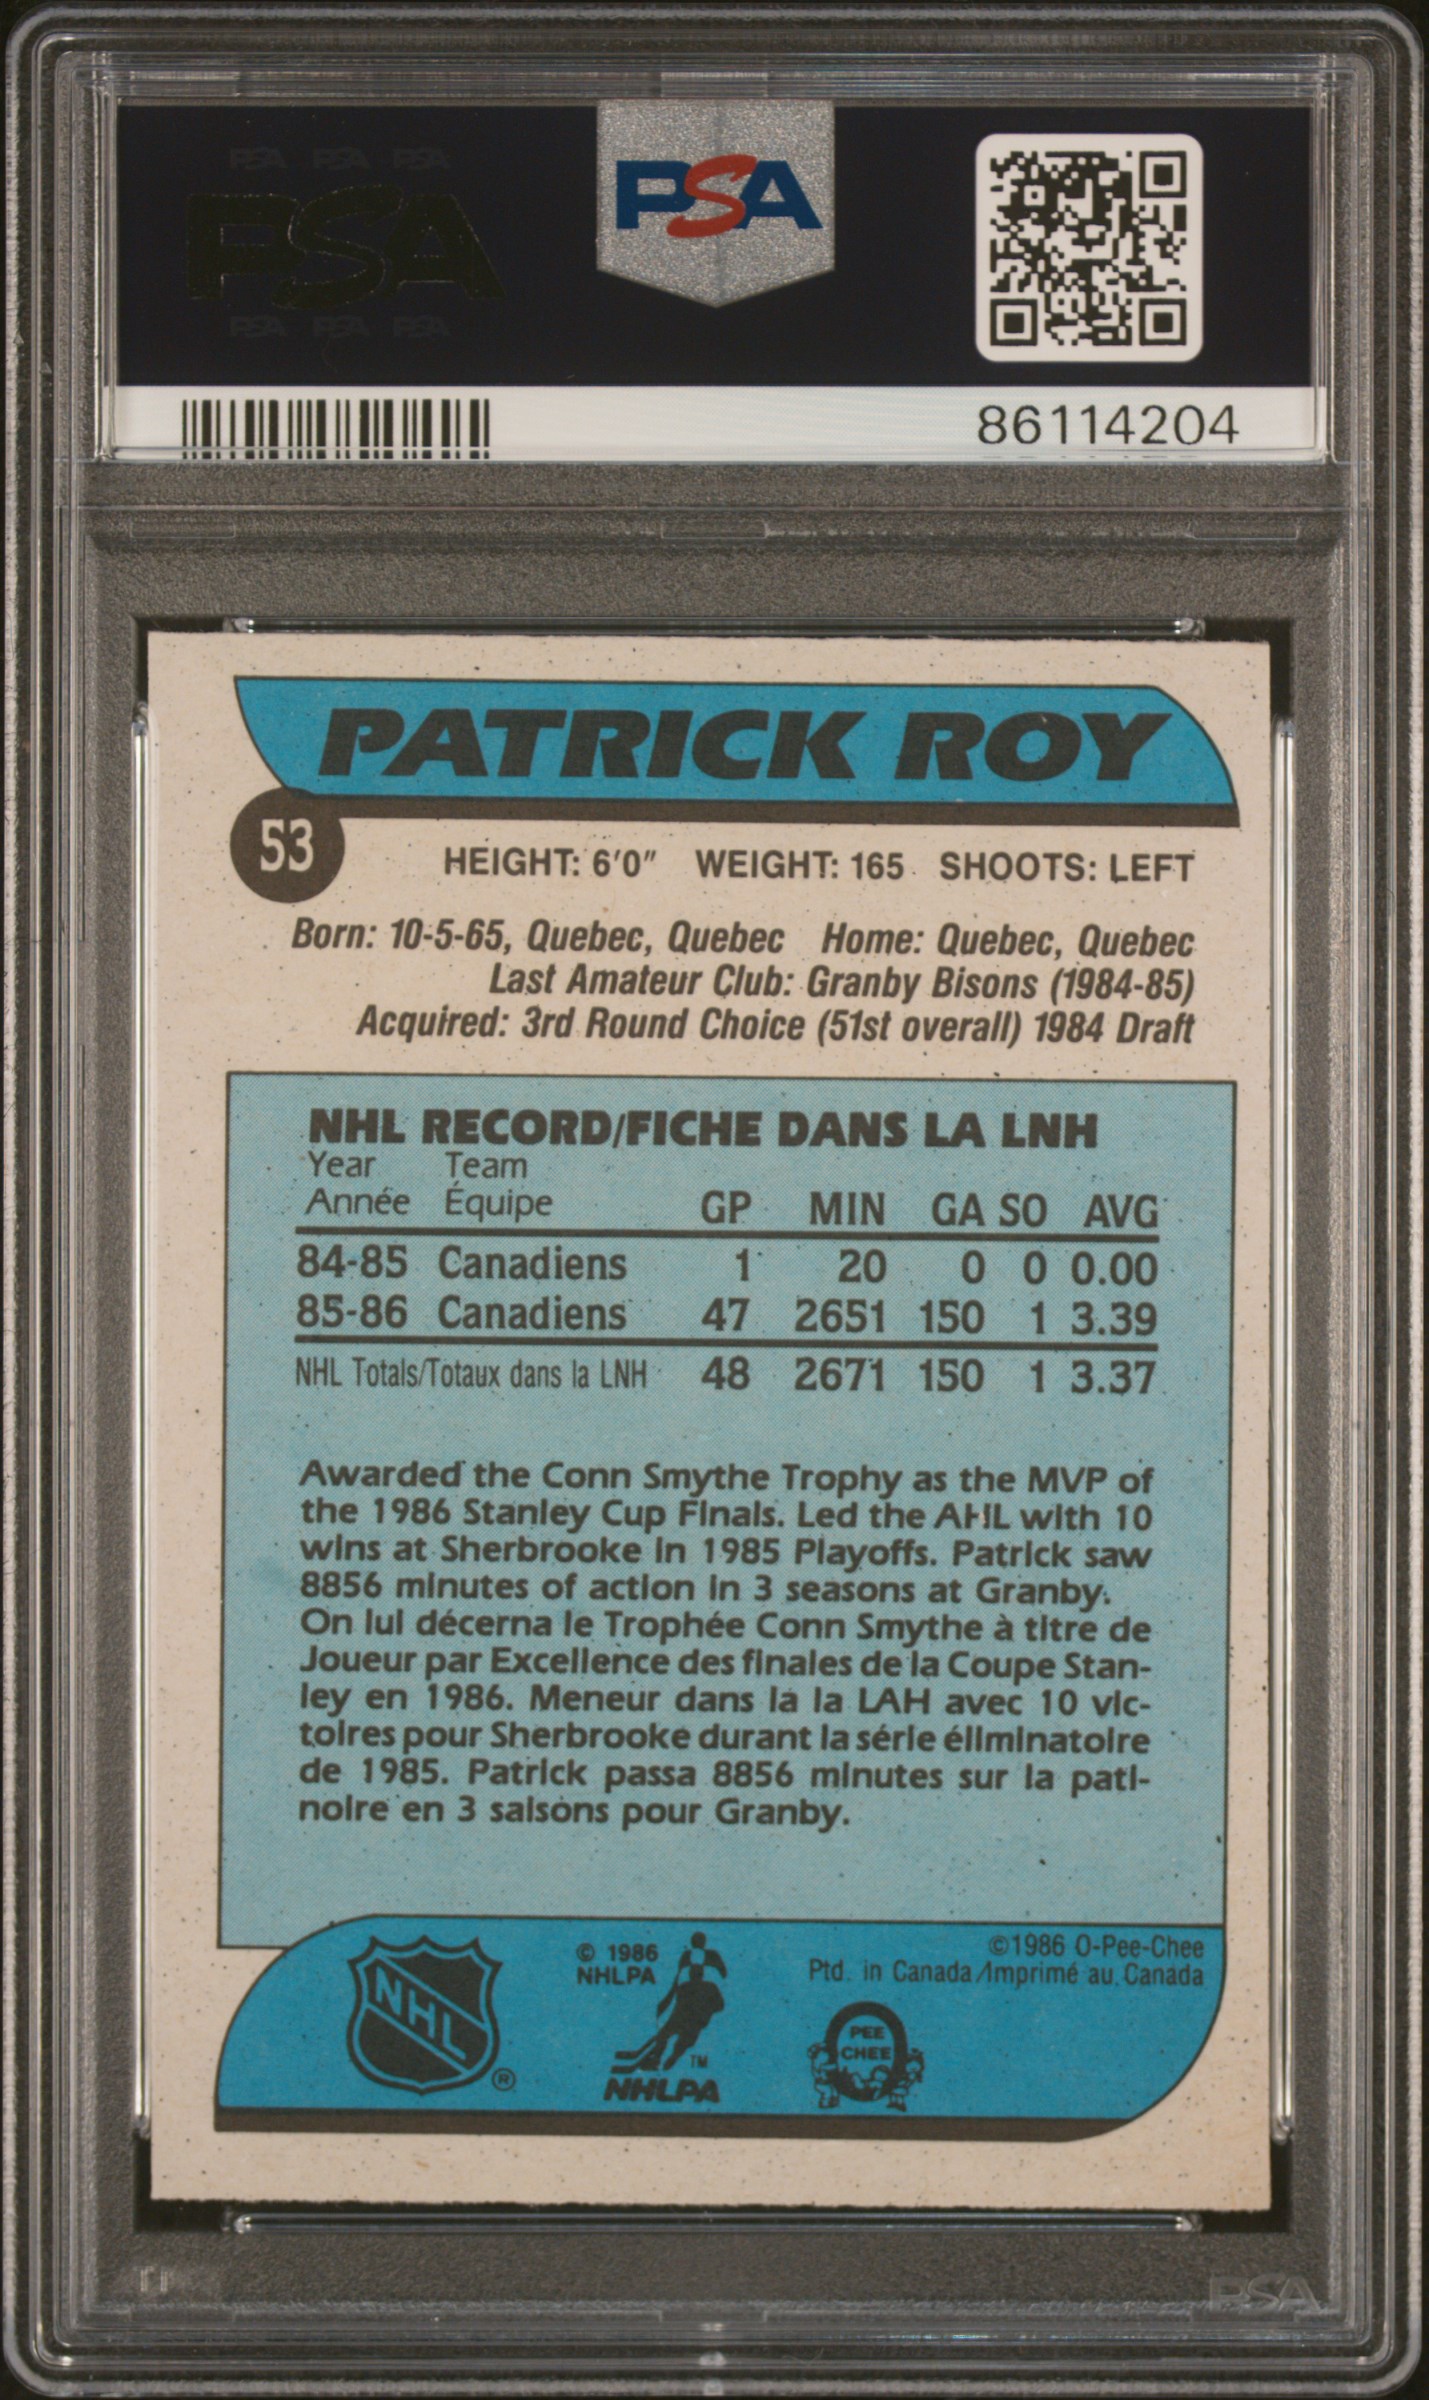 PSA PSA PSA
PSA
PSA PSA PSA
PSA
86114204
PATRICK ROY
53
HEIGHT: 6'0" WEIGHT: 165 SHOOTS: LEFT
Born: 10-5-65, Quebec, Quebec Home: Quebec, Quebec
Last Amateur Club: Granby Bisons (1984-85)
Acquired: 3rd Round Choice (51st overall) 1984 Draft
NHL RECORD/FICHE DANS LA LNH
Year Team
Année Équipe GP MIN GA SO AVG
84-85 Canadiens 1 20 0 0 0.00
85-86 Canadiens 47 2651 150 1 3.39
NHL Totals/Totaux dans la LNH 48 2671 150 1 3.37
Awarded the Conn Smythe Trophy as the MVP of
the 1986 Stanley Cup Finals. Led the AHL with 10
wins at Sherbrooke in 1985 Playoffs. Patrick saw
8856 minutes of action in 3 seasons at Granby.
On lui décerna le Trophée Conn Smythe à titre de
Joueur par Excellence des finales de la Coupe Stan-
ley en 1986. Meneur dans la la LAH avec 10 vic-
toires pour Sherbrooke durant la série éliminatoire
de 1985. Patrick passa 8856 minutes sur la pati-
noire en 3 saisons pour Granby.
NHL
®
© 1986
NHLPA
TM
NHLPA
©1986 O-Pee-Chee
Ptd. in Canada/Imprimé au Canada
PEE
CHEE
PSA